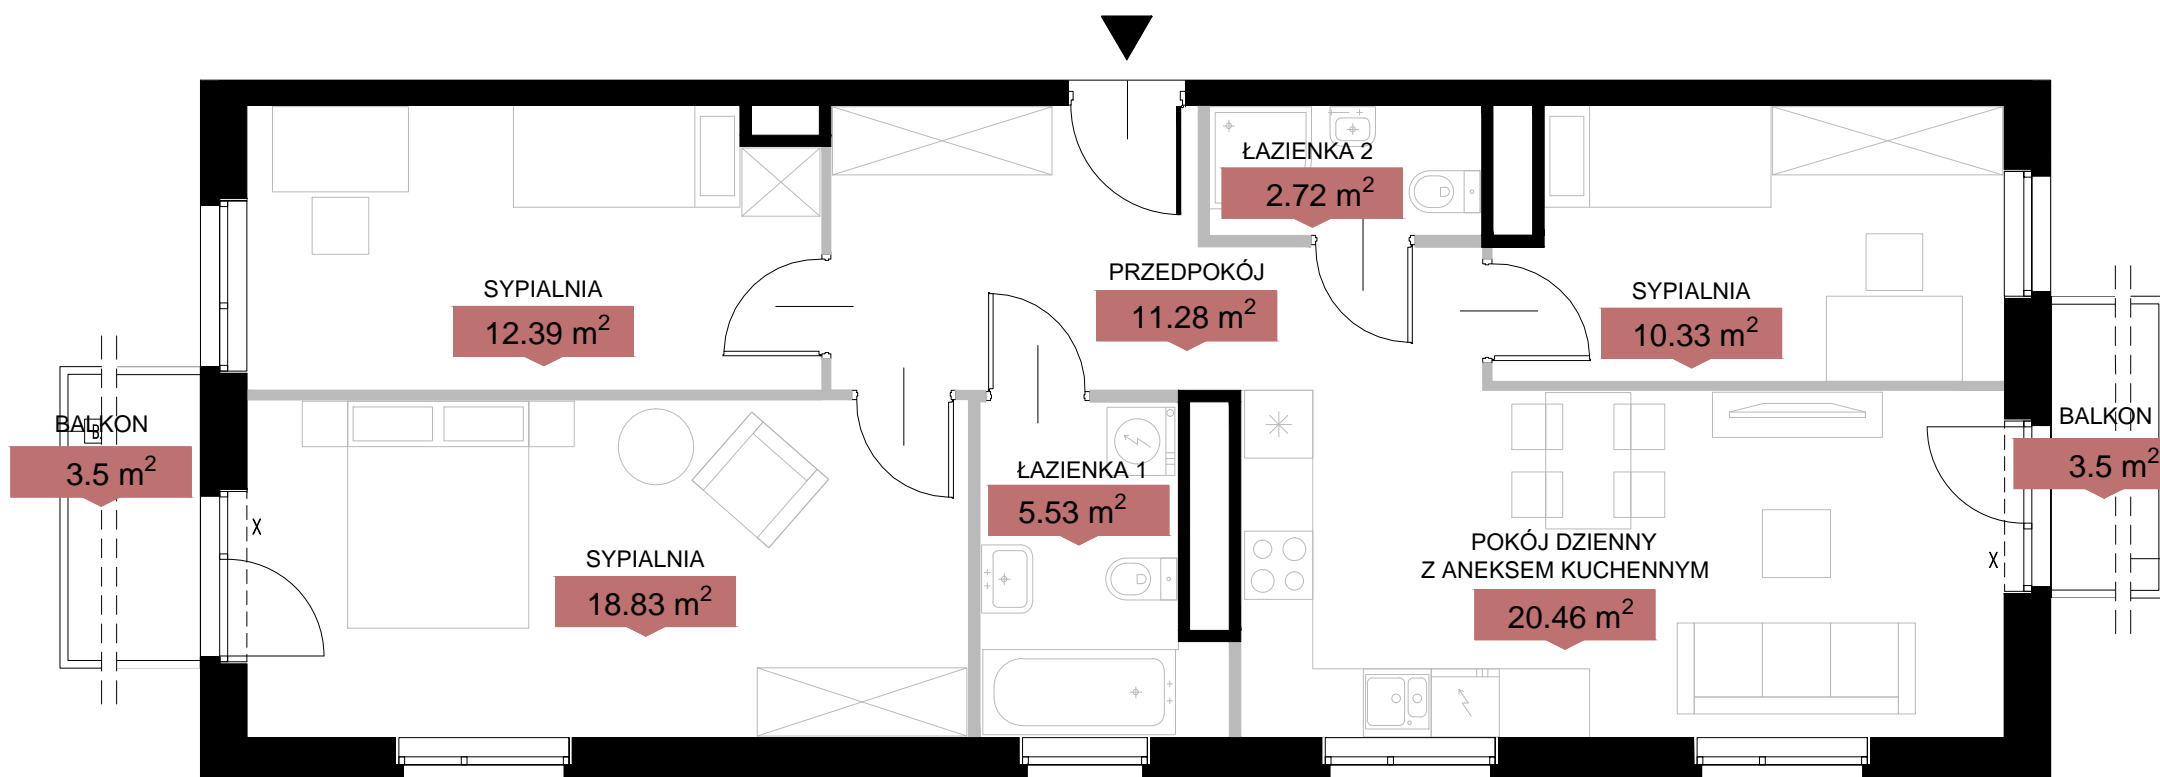 ŁAZIENKA 2
2.72 m²
PRZEDPOKÓJ
11.28 m²
SYPIALNIA
12.39 m²
SYPIALNIA
10.33 m²
BALKON
B
3.5 m²
BALKON
3.5 m²
ŁAZIENKA 1
5.53 m²
X
SYPIALNIA
18.83 m²
POKÓJ DZIENNY
Z ANEKSEM KUCHENNYM
20.46 m²
X